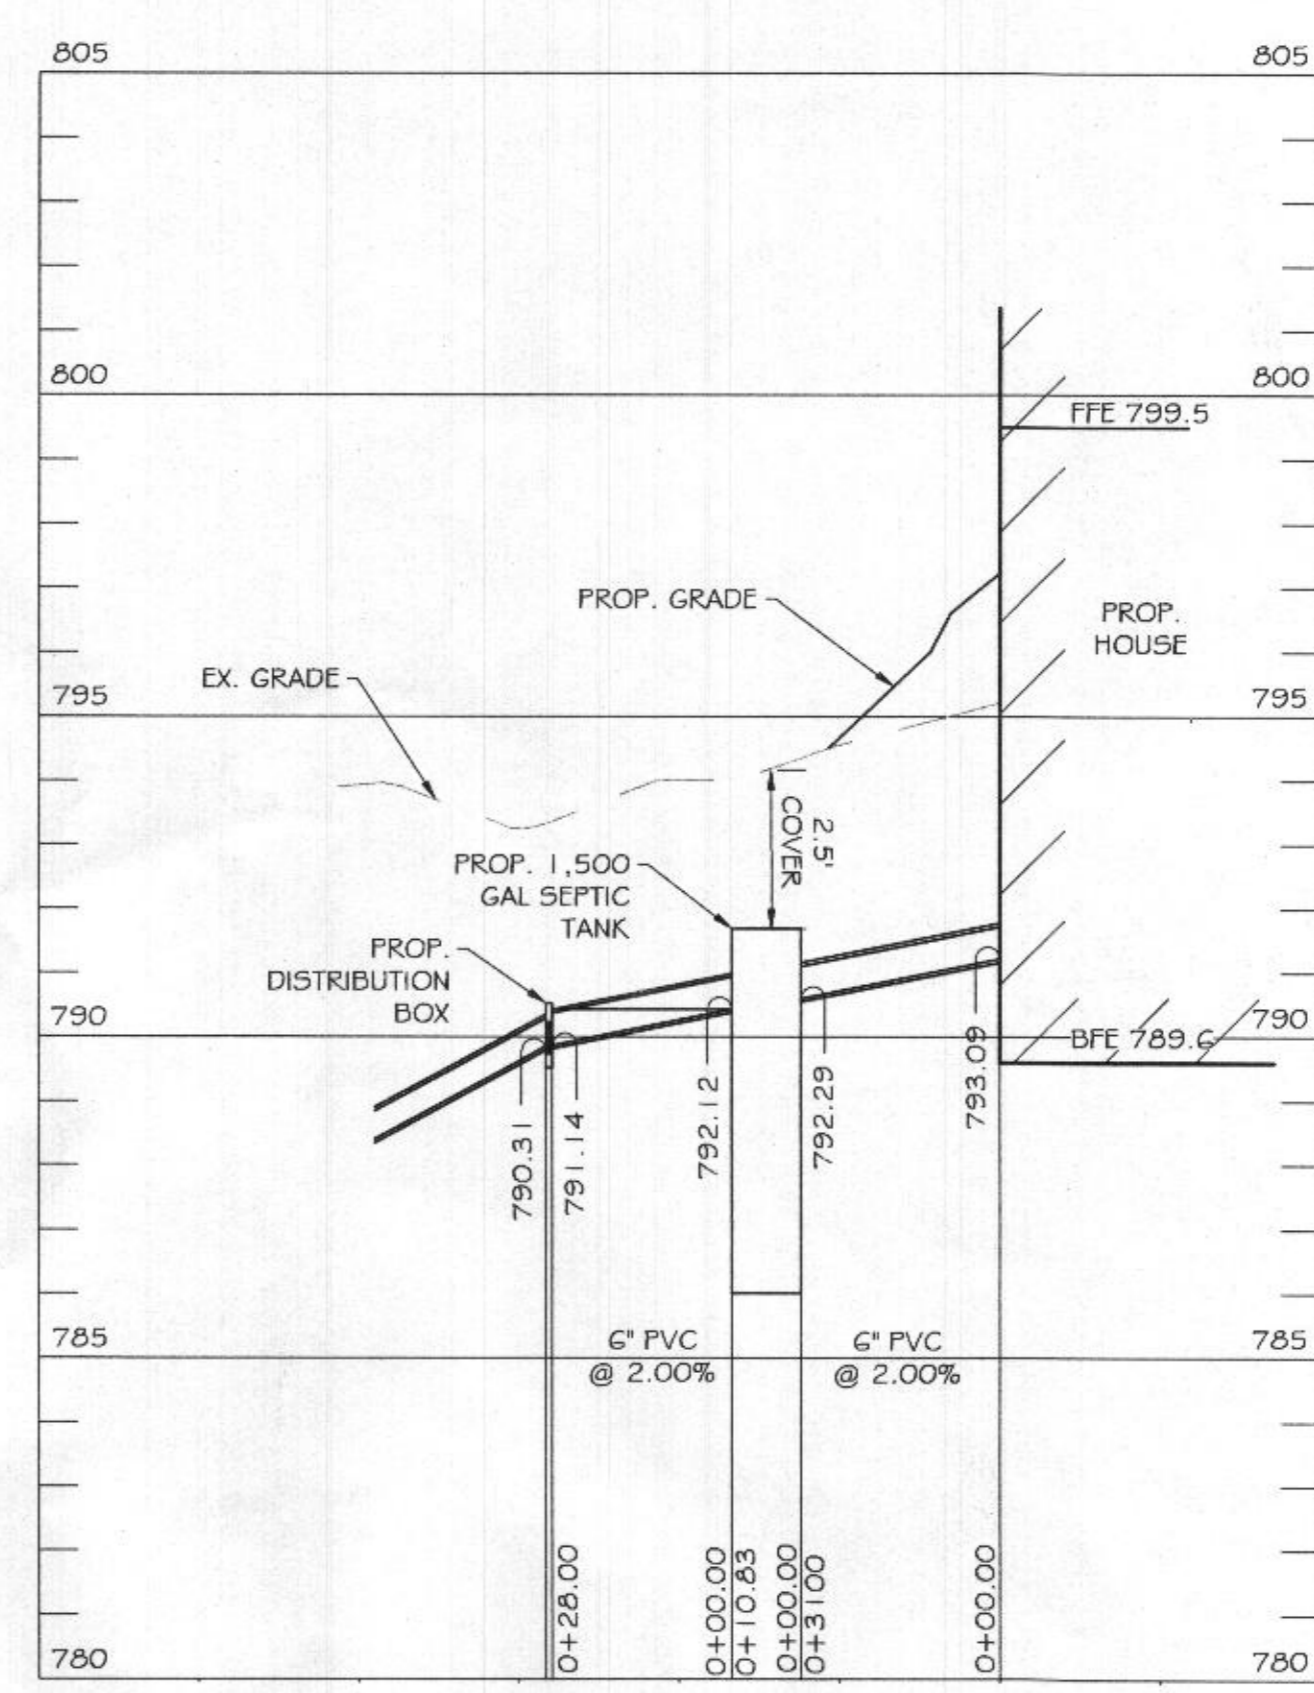 805
805
800
800
FFE 799.5
PROP. GRADE
PROP.
HOUSE
EX. GRADE
795
795
2.5'
COVER
PROP. 1,500
GAL SEPTIC
TANK
PROP.
DISTRIBUTION
BOX
790
790
BFE 789.6
790.31
791.14
792.12
792.29
793.09
785
785
6" PVC
@ 2.00%
6" PVC
@ 2.00%
0+28.00
0+00.00
0+10.83
0+00.00
0+3100
0+00.00
780
780